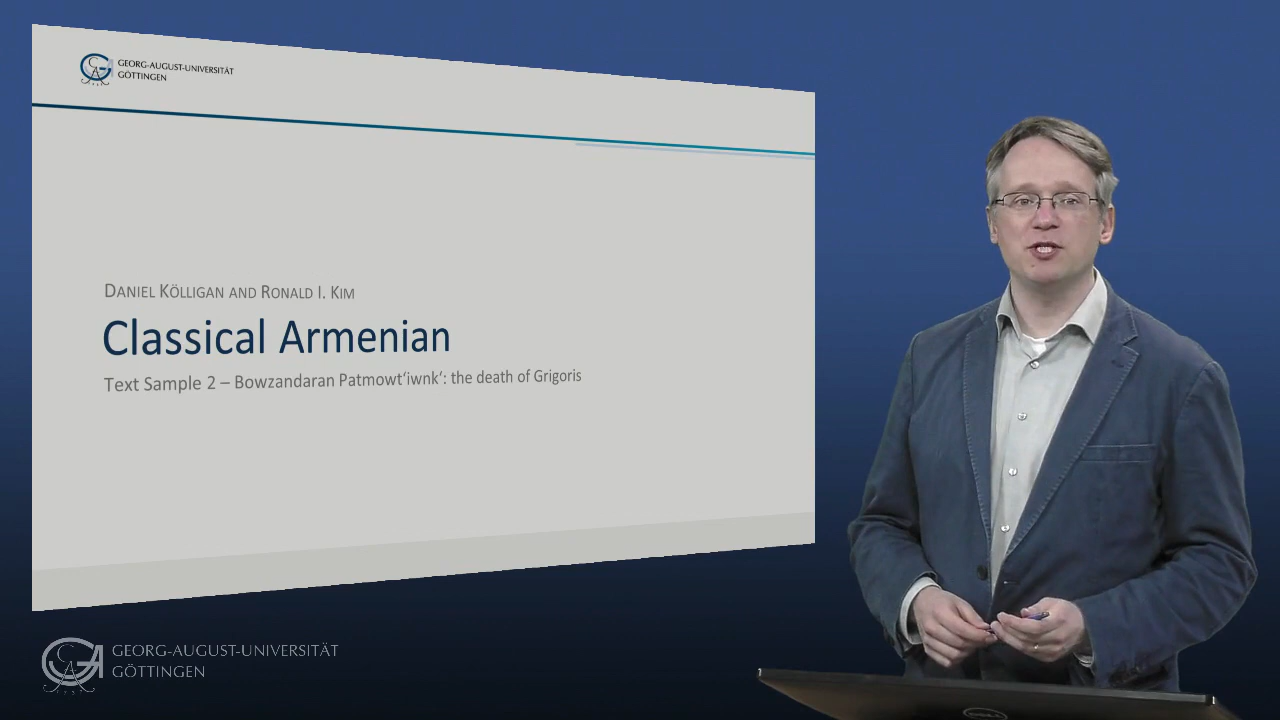 GEORG-AUGUST-UNIVERSITÄT
GÖTTINGEN
DANIEL KÖLLIGAN AND RONALD I. KIM
Classical Armenian
Text Sample 2 – Bowzandaran Patmowt‘iwnk‘: the death of Grigoris
GEORG-AUGUST-UNIVERSITÄT
GÖTTINGEN
DELL